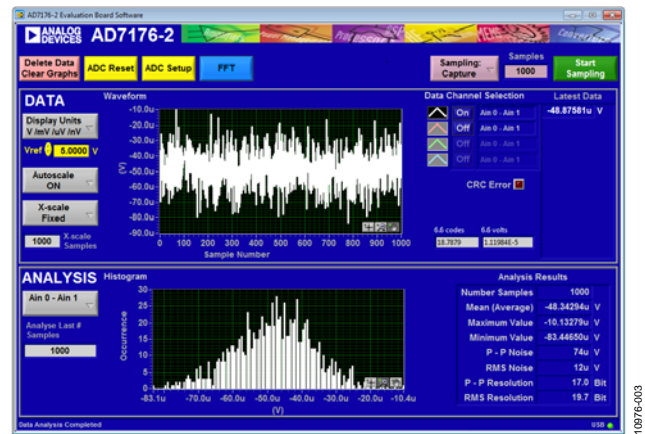 AD7176-2 Evaluation Board Software
ANALOG DEVICES AD7176-2
Delete Data
Clear Graphs
ADC Reset
ADC Setup
FFT
Sampling:
Capture
Samples
1000
Start
Sampling
DATA
Waveform
Data Channel Selection
Latest Data
Display Units
V /mV /uV /nV
Vref 5.0000 V
Autoscale
ON
X-scale
Fixed
1000 X-scale Samples
-10.0u
-20.0u
-30.0u
-40.0u
-50.0u
-60.0u
-70.0u
-80.0u
-90.0u
(V)
0 100 200 300 400 500 600 700 800 900 1000
Sample Number
On Ain 0 - Ain 1
Off Ain 0 - Ain 1
Off Ain 0 - Ain 1
Off Ain 0 - Ain 1
-48.87581u V
CRC Error
6.6 codes 6.6 volts
18.7879 1.11984E-5
ANALYSIS
Histogram
Analysis Results
Ain 0 - Ain 1
Analyse Last #
Samples
1000
30
25
20
15
10
5
0
Occurrence
-83.1u -70.0u -60.0u -50.0u -40.0u -30.0u -20.0u -10.4u
(V)
Number Samples 1000
Mean (Average) -48.34294u V
Maximum Value -10.13279u V
Minimum Value -83.44650u V
P - P Noise 74u V
RMS Noise 12u V
P - P Resolution 17.0 Bit
RMS Resolution 19.7 Bit
Data Analysis Completed
USB
10976-003